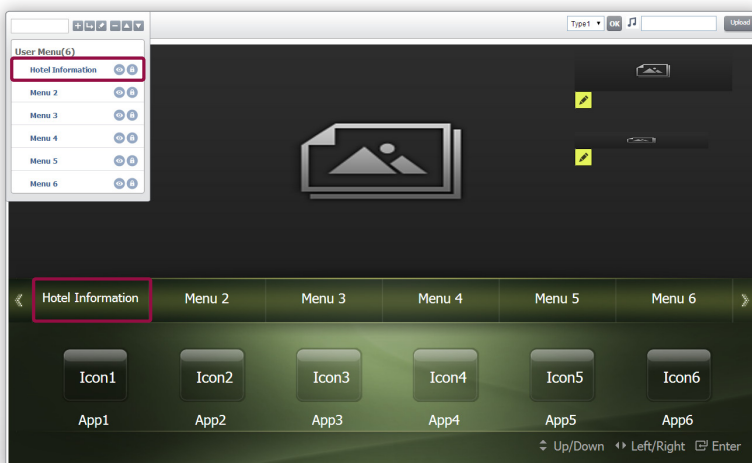 Type1 OK Upload
User Menu(6)
Hotel Information
Menu 2
Menu 3
Menu 4
Menu 5
Menu 6
Hotel Information Menu 2 Menu 3 Menu 4 Menu 5 Menu 6
Icon1 Icon2 Icon3 Icon4 Icon5 Icon6
App1 App2 App3 App4 App5 App6
Up/Down Left/Right Enter